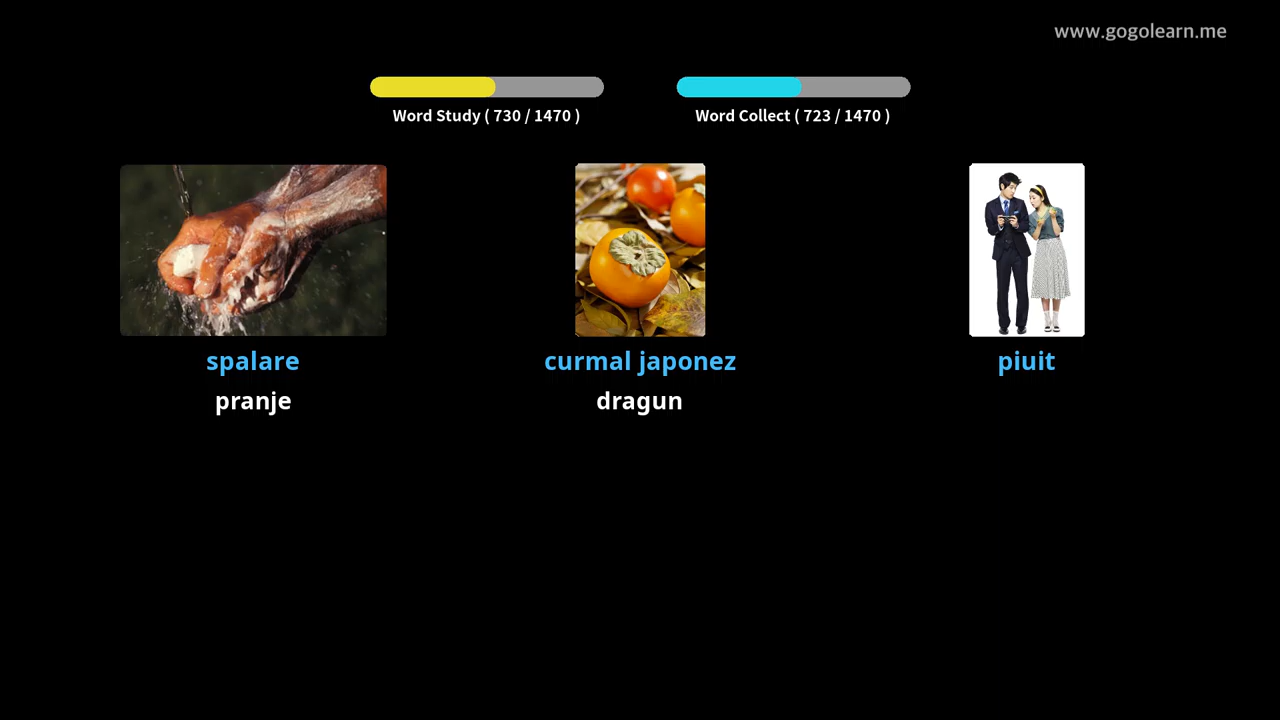 www.gogolearn.me
Word Study ( 730 / 1470 )
Word Collect ( 723 / 1470 )
spalare
curmal japonez
piuit
pranje
dragun